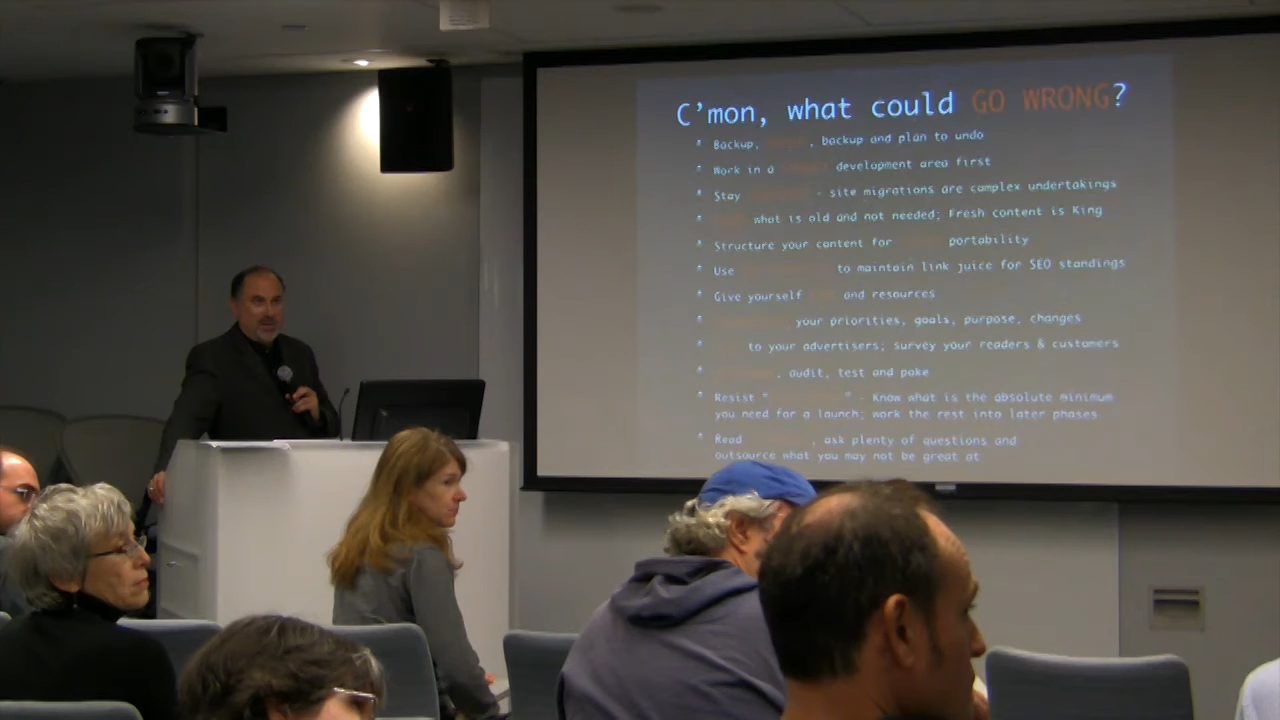 C'mon, what could GO WRONG?
* Backup, , backup and plan to undo
* Work in a development area first
* Stay - site migrations are complex undertakings
* what is old and not needed; Fresh content is King
* Structure your content for portability
* Use to maintain link juice for SEO standings
* Give yourself and resources
* your priorities, goals, purpose, changes
* to your advertisers; survey your readers & customers
* , audit, test and poke
* Resist " " - Know what is the absolute minimum
you need for a launch; work the rest into later phases
* Read , ask plenty of questions and
outsource what you may not be great at